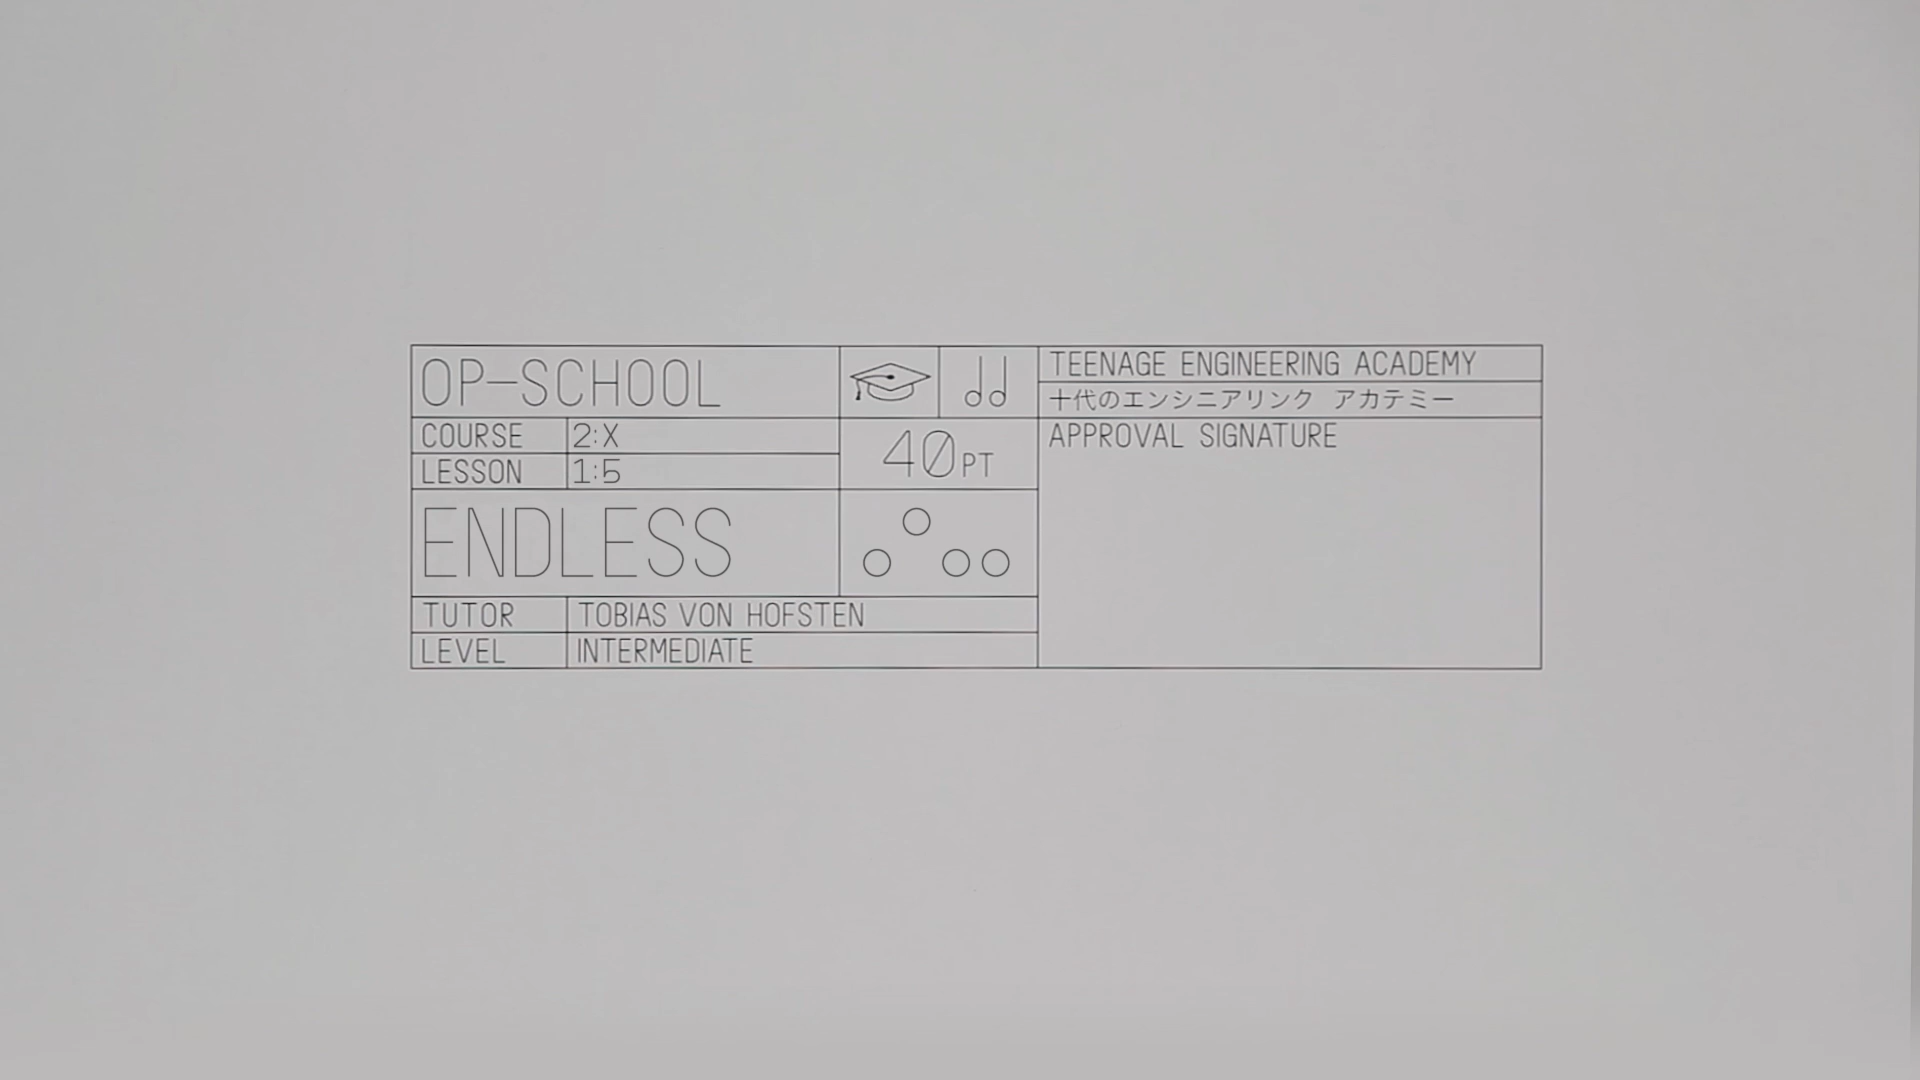 OP-SCHOOL
COURSE 2:X
LESSON 1:5
40PT
ENDLESS
TUTOR TOBIAS VON HOFSTEN
LEVEL INTERMEDIATE
TEENAGE ENGINEERING ACADEMY
十代のエンシニアリンク アカテミー
APPROVAL SIGNATURE